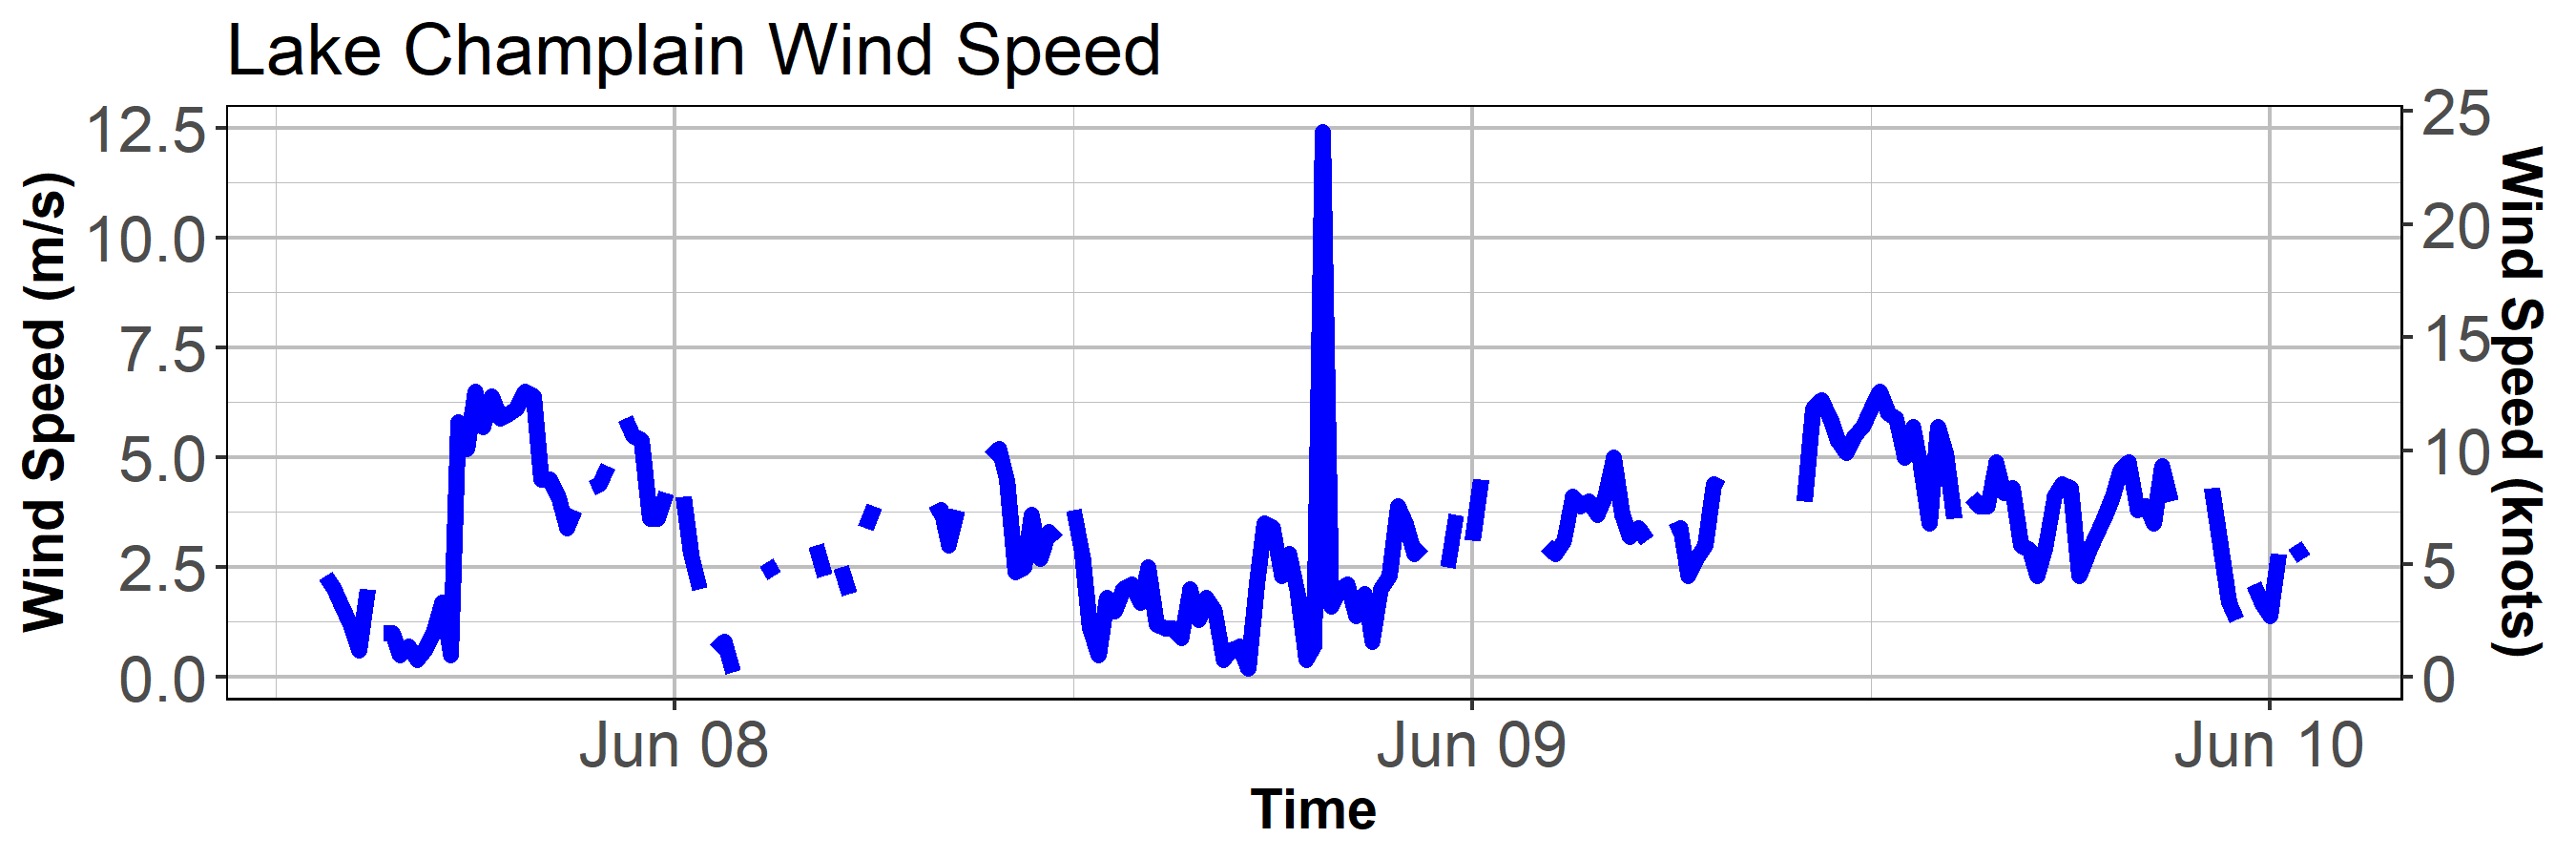 Lake Champlain Wind Speed
Wind Speed (m/s)
12.5
10.0
7.5
5.0
2.5
0.0
25
20
15
10
5
0
Wind Speed (knots)
Jun 08
Jun 09
Jun 10
Time